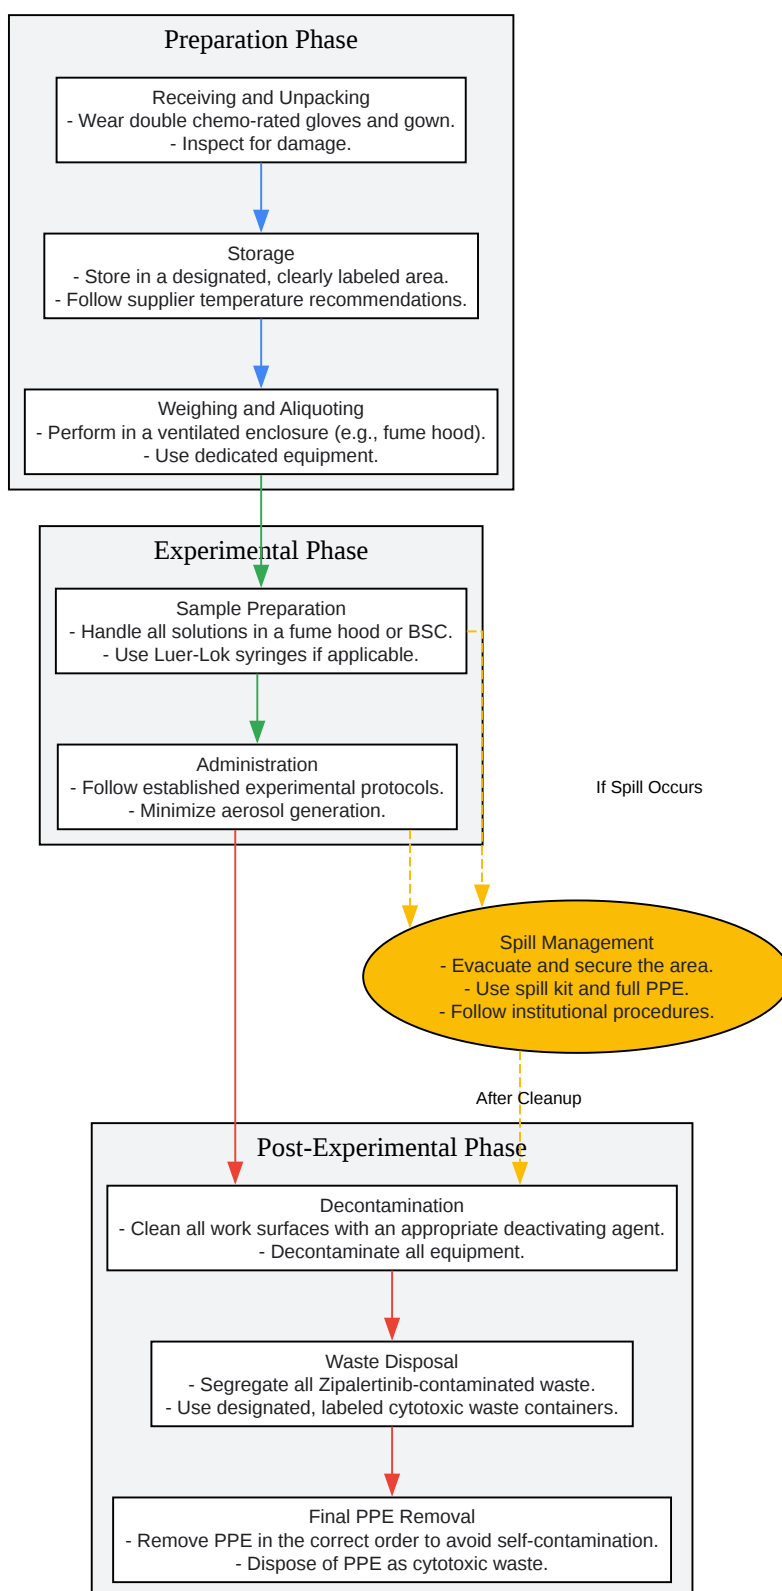 Preparation Phase
Receiving and Unpacking
- Wear double chemo-rated gloves and gown.
- Inspect for damage.
Storage
- Store in a designated, clearly labeled area.
- Follow supplier temperature recommendations.
Weighing and Aliquoting
- Perform in a ventilated enclosure (e.g., fume hood).
- Use dedicated equipment.
Experimental Phase
Sample Preparation
- Handle all solutions in a fume hood or BSC.
- Use Luer-Lok syringes if applicable.
Administration
- Follow established experimental protocols.
- Minimize aerosol generation.
If Spill Occurs
Spill Management
- Evacuate and secure the area.
- Use spill kit and full PPE.
- Follow institutional procedures.
After Cleanup
Post-Experimental Phase
Decontamination
- Clean all work surfaces with an appropriate deactivating agent.
- Decontaminate all equipment.
Waste Disposal
- Segregate all Zipalertinib-contaminated waste.
- Use designated, labeled cytotoxic waste containers.
Final PPE Removal
- Remove PPE in the correct order to avoid self-contamination.
- Dispose of PPE as cytotoxic waste.